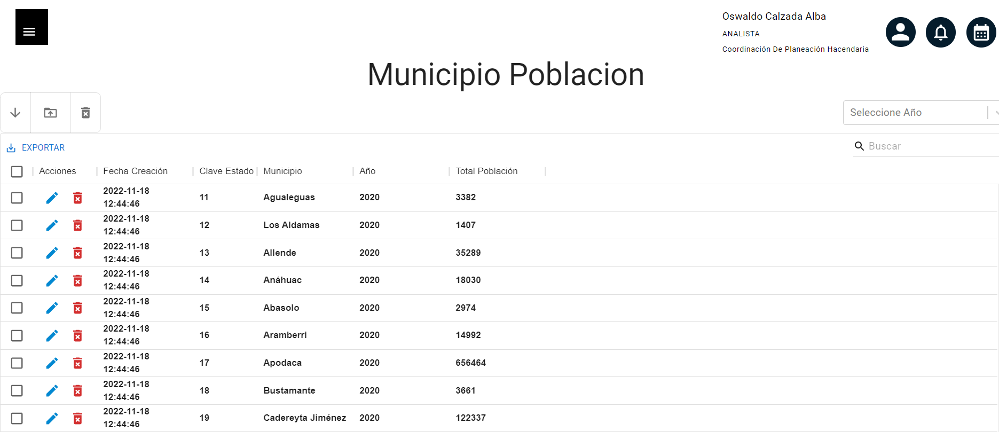 Oswaldo Calzada Alba
ANALISTA
Coordinación De Planeación Hacendaria
Municipio Poblacion
Seleccione Año
EXPORTAR
Buscar
Acciones Fecha Creación Clave Estado Municipio Año Total Población
2022-11-18
12:44:46 11 Agualeguas 2020 3382
2022-11-18
12:44:46 12 Los Aldamas 2020 1407
2022-11-18
12:44:46 13 Allende 2020 35289
2022-11-18
12:44:46 14 Anáhuac 2020 18030
2022-11-18
12:44:46 15 Abasolo 2020 2974
2022-11-18
12:44:46 16 Aramberri 2020 14992
2022-11-18
12:44:46 17 Apodaca 2020 656464
2022-11-18
12:44:46 18 Bustamante 2020 3661
2022-11-18
12:44:46 19 Cadereyta Jiménez 2020 122337